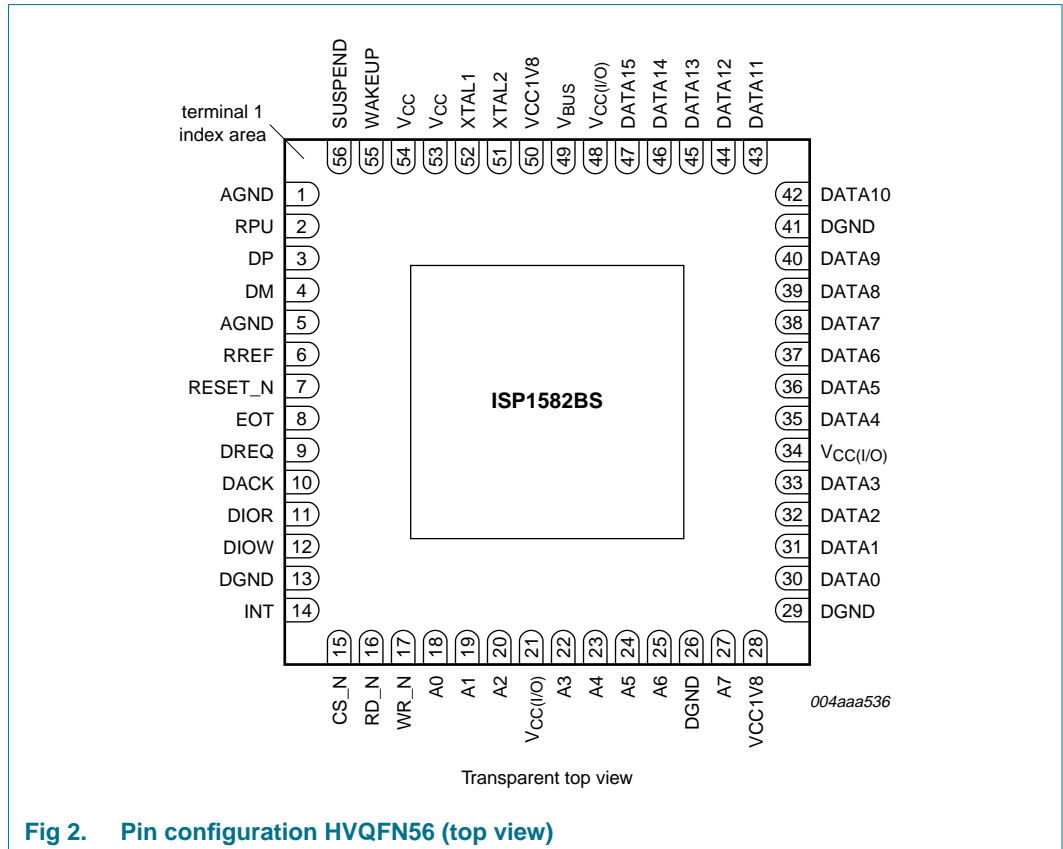 SUSPEND
WAKEUP
VCC
VCC
XTAL1
XTAL2
VCC1V8
VBUS
VCC(I/O)
DATA15
DATA14
DATA13
DATA12
DATA11
terminal 1
index area
56
55
54
53
52
51
50
49
48
47
46
45
44
43
AGND 1
RPU 2
DP 3
DM 4
AGND 5
RREF 6
RESET_N 7
EOT 8
DREQ 9
DACK 10
DIOR 11
DIOW 12
DGND 13
INT 14
42 DATA10
41 DGND
40 DATA9
39 DATA8
38 DATA7
37 DATA6
36 DATA5
35 DATA4
34 VCC(I/O)
33 DATA3
32 DATA2
31 DATA1
30 DATA0
29 DGND
ISP1582BS
15
16
17
18
19
20
21
22
23
24
25
26
27
28
CS_N
RD_N
WR_N
A0
A1
A2
VCC(I/O)
A3
A4
A5
A6
DGND
A7
VCC1V8
004aaa536
Transparent top view
Fig 2. Pin configuration HVQFN56 (top view)